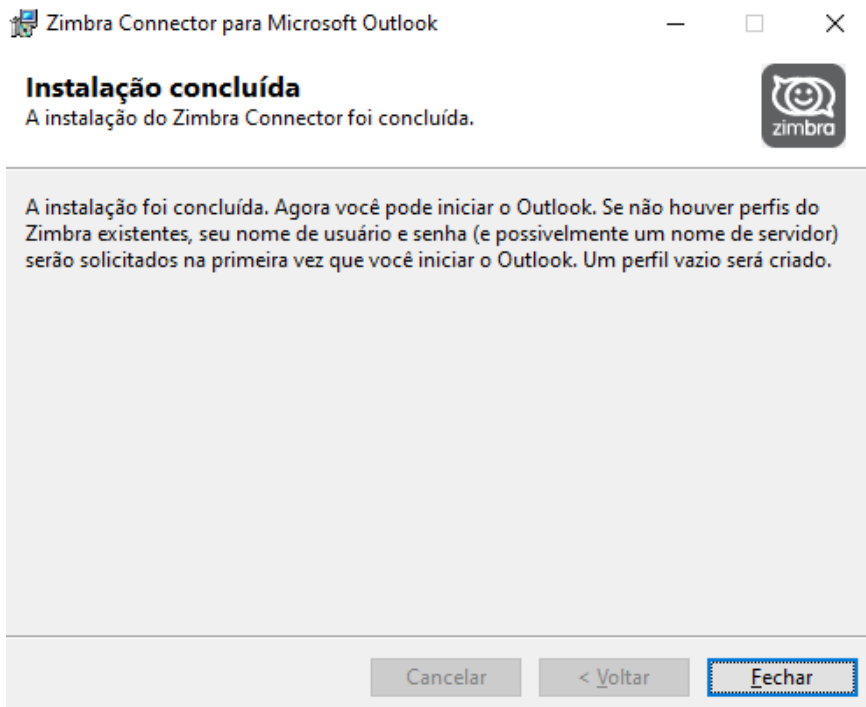 Zimbra Connector para Microsoft Outlook
Instalação concluída
A instalação do Zimbra Connector foi concluída.
zimbra
A instalação foi concluída. Agora você pode iniciar o Outlook. Se não houver perfis do
Zimbra existentes, seu nome de usuário e senha (e possivelmente um nome de servidor)
serão solicitados na primeira vez que você iniciar o Outlook. Um perfil vazio será criado.
Cancelar
< Voltar
Fechar